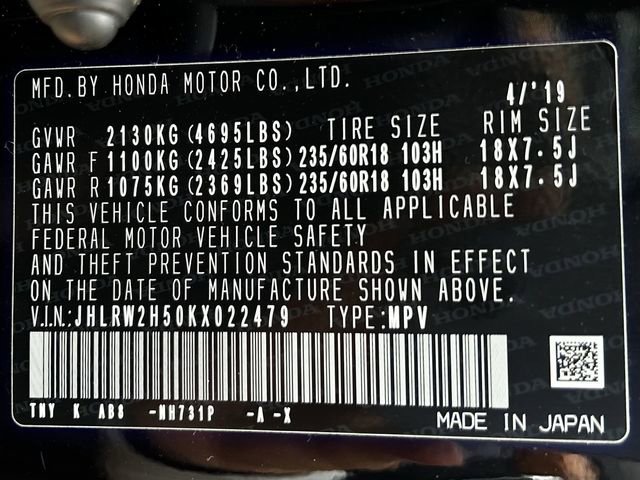 MFD.BY HONDA MOTOR CO.,LTD.
4/'19
GVWR 2130KG(4695LBS) TIRE SIZE RIM SIZE
GAWR F 1100KG(2425LBS) 235/60R18 103H 18X7.5J
GAWR R 1075KG(2369LBS) 235/60R18 103H 18X7.5J
THIS VEHICLE CONFORMS TO ALL APPLICABLE
FEDERAL MOTOR VEHICLE SAFETY
AND THEFT PREVENTION STANDARDS IN EFFECT
ON THE DATE OF MANUFACTURE SHOWN ABOVE.
V.I.N.:JHLRW2H50KX022479 TYPE:MPV
TNY K AB8 -NH731P -A -X
MADE IN JAPAN